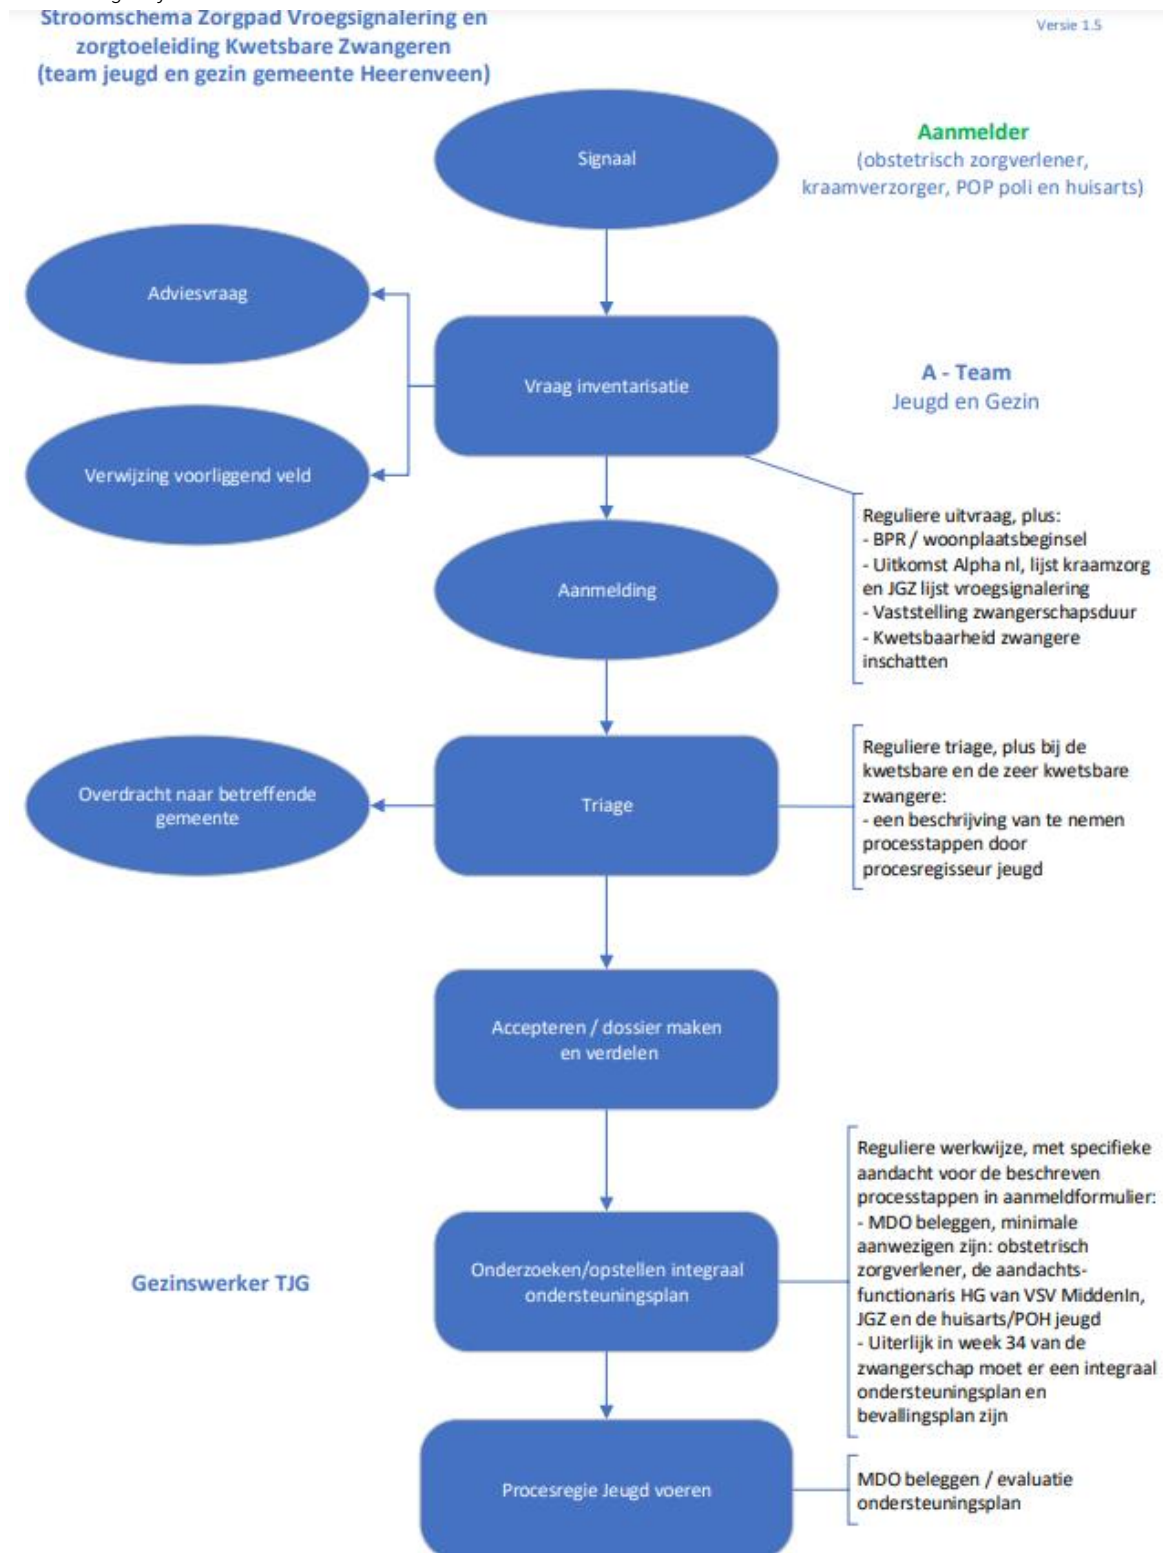 Stroomschema Zorgpad Vroegsignalering en
zorgtoeleiding Kwetsbare Zwangeren
(team jeugd en gezin gemeente Heerenveen)
Versie 1.5
Signaal
Aanmelder
(obstetrisch zorgverlener,
kraamverzorger, POP poli en huisarts)
Adviesvraag
Vraag inventarisatie
A - Team
Jeugd en Gezin
Verwijzing voorliggend veld
Reguliere uitvraag, plus:
- BPR / woonplaatsbeginsel
- Uitkomst Alpha nl, lijst kraamzorg
en JGZ lijst vroegsignalering
- Vaststelling zwangerschapsduur
- Kwetsbaarheid zwangere
inschatten
Aanmelding
Overdracht naar betreffende
gemeente
Triage
Reguliere triage, plus bij de
kwetsbare en de zeer kwetsbare
zwangere:
- een beschrijving van te nemen
processtappen door
procesregisseur jeugd
Accepteren / dossier maken
en verdelen
Gezinswerker TJG
Onderzoeken/opstellen integraal
ondersteuningsplan
Reguliere werkwijze, met specifieke
aandacht voor de beschreven
processtappen in aanmeldformulier:
- MDO beleggen, minimale
aanwezigen zijn: obstetrisch
zorgverlener, de aandachts-
functionaris HG van VSV MiddenIn,
JGZ en de huisarts/POH jeugd
- Uiterlijk in week 34 van de
zwangerschap moet er een integraal
ondersteuningsplan en
bevallingsplan zijn
Procesregie Jeugd voeren
MDO beleggen / evaluatie
ondersteuningsplan